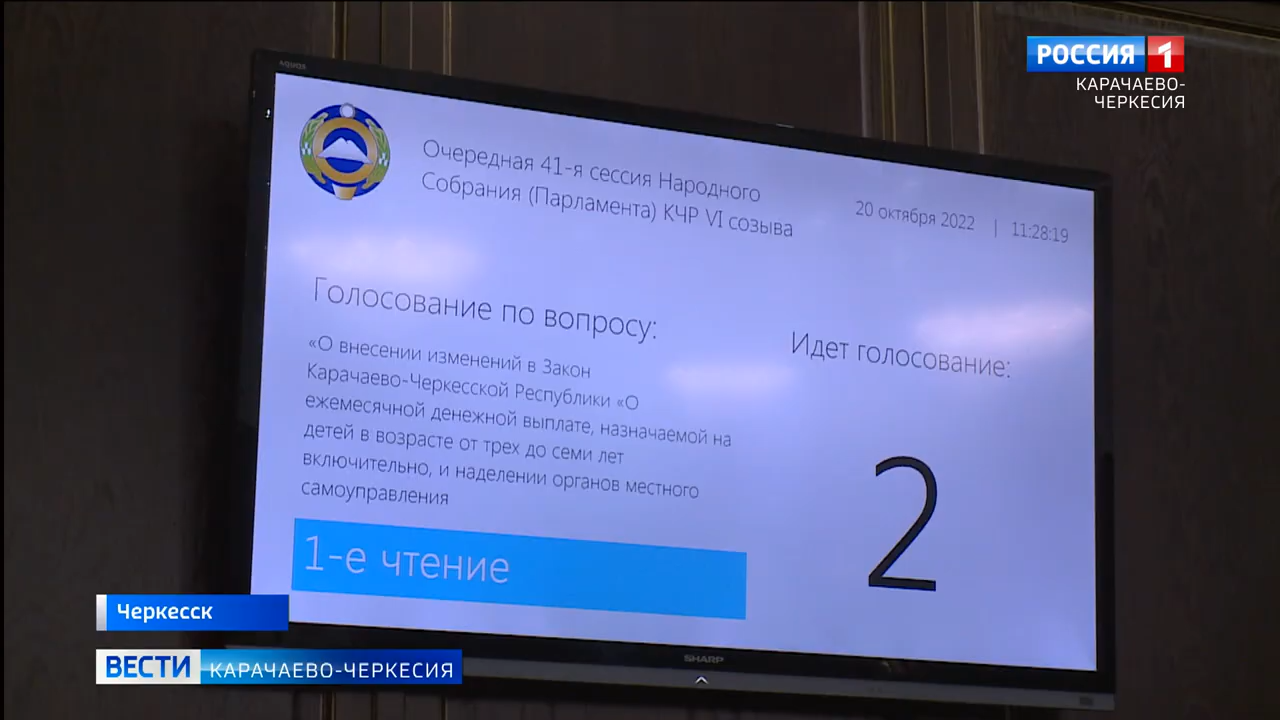 AQUOS
РОССИЯ 1
КАРАЧАЕВО-
ЧЕРКЕСИЯ
Очередная 41-я сессия Народного
Собрания (Парламента) КЧР VI созыва
20 октября 2022 | 11:28:19
Голосование по вопросу:
«О внесении изменений в Закон
Карачаево-Черкесской Республики «О
ежемесячной денежной выплате, назначаемой на
детей в возрасте от трех до семи лет
включительно, и наделении органов местного
самоуправления
1-е чтение
Идет голосование:
2
SHARP
Черкесск
ВЕСТИ КАРАЧАЕВО-ЧЕРКЕСИЯ